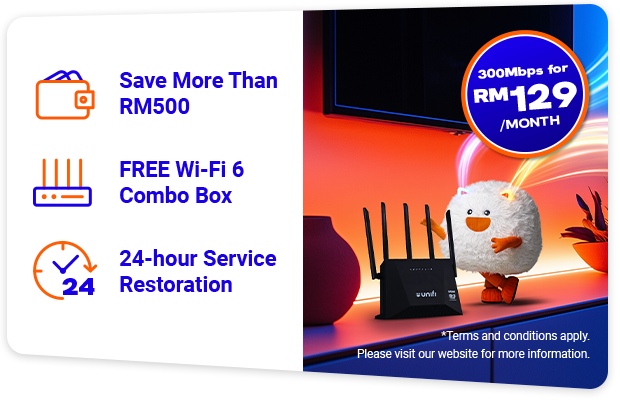 Save More Than
RM500
FREE Wi-Fi 6
Combo Box
24
24-hour Service
Restoration
300Mbps for
RM129
/MONTH
unifi
*Terms and conditions apply.
Please visit our website for more information.